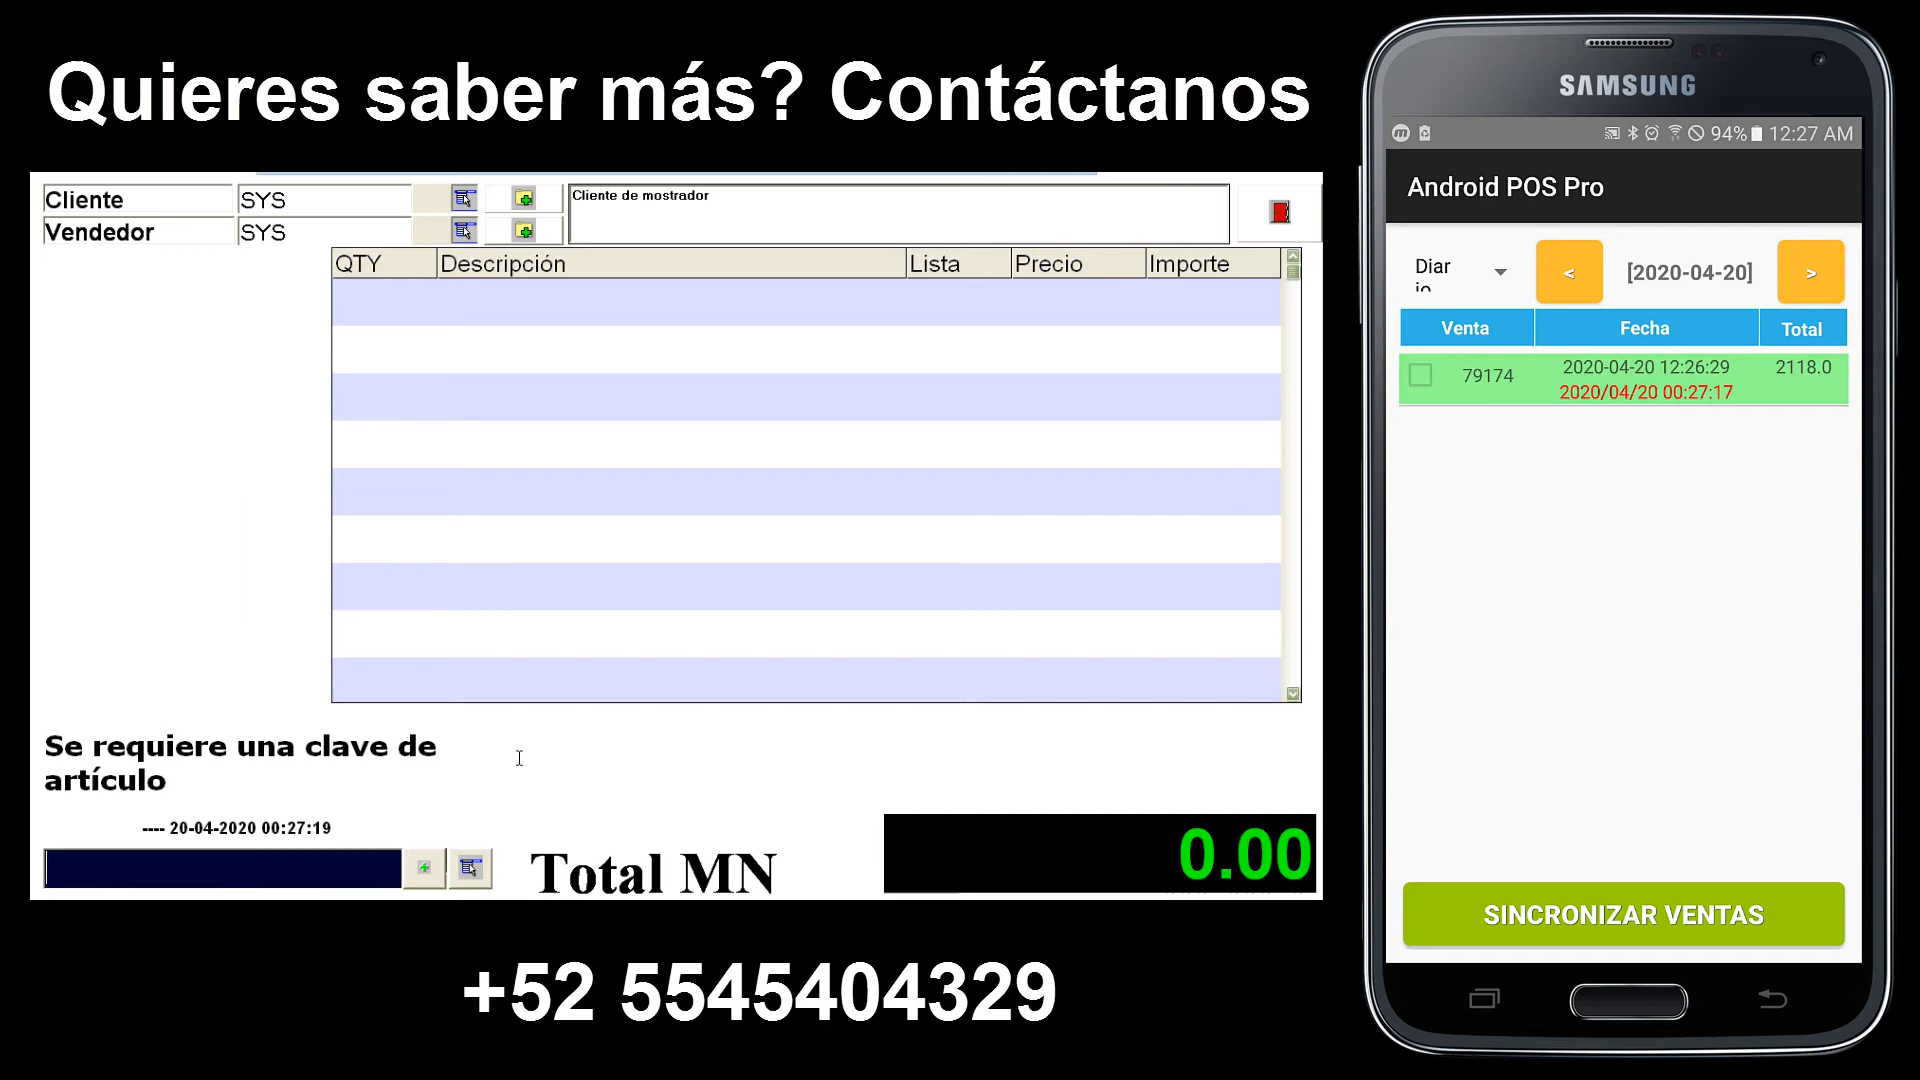 Quieres saber más? Contáctanos
Cliente SYS Cliente de mostrador
Vendedor SYS
QTY Descripción Lista Precio Importe
Se requiere una clave de
artículo
---- 20-04-2020 00:27:19
Total MN 0.00
+52 5545404329
SAMSUNG
94% 12:27 AM
Android POS Pro
Diar
io
< [2020-04-20] >
Venta Fecha Total
79174 2020-04-20 12:26:29 2118.0
2020/04/20 00:27:17
SINCRONIZAR VENTAS